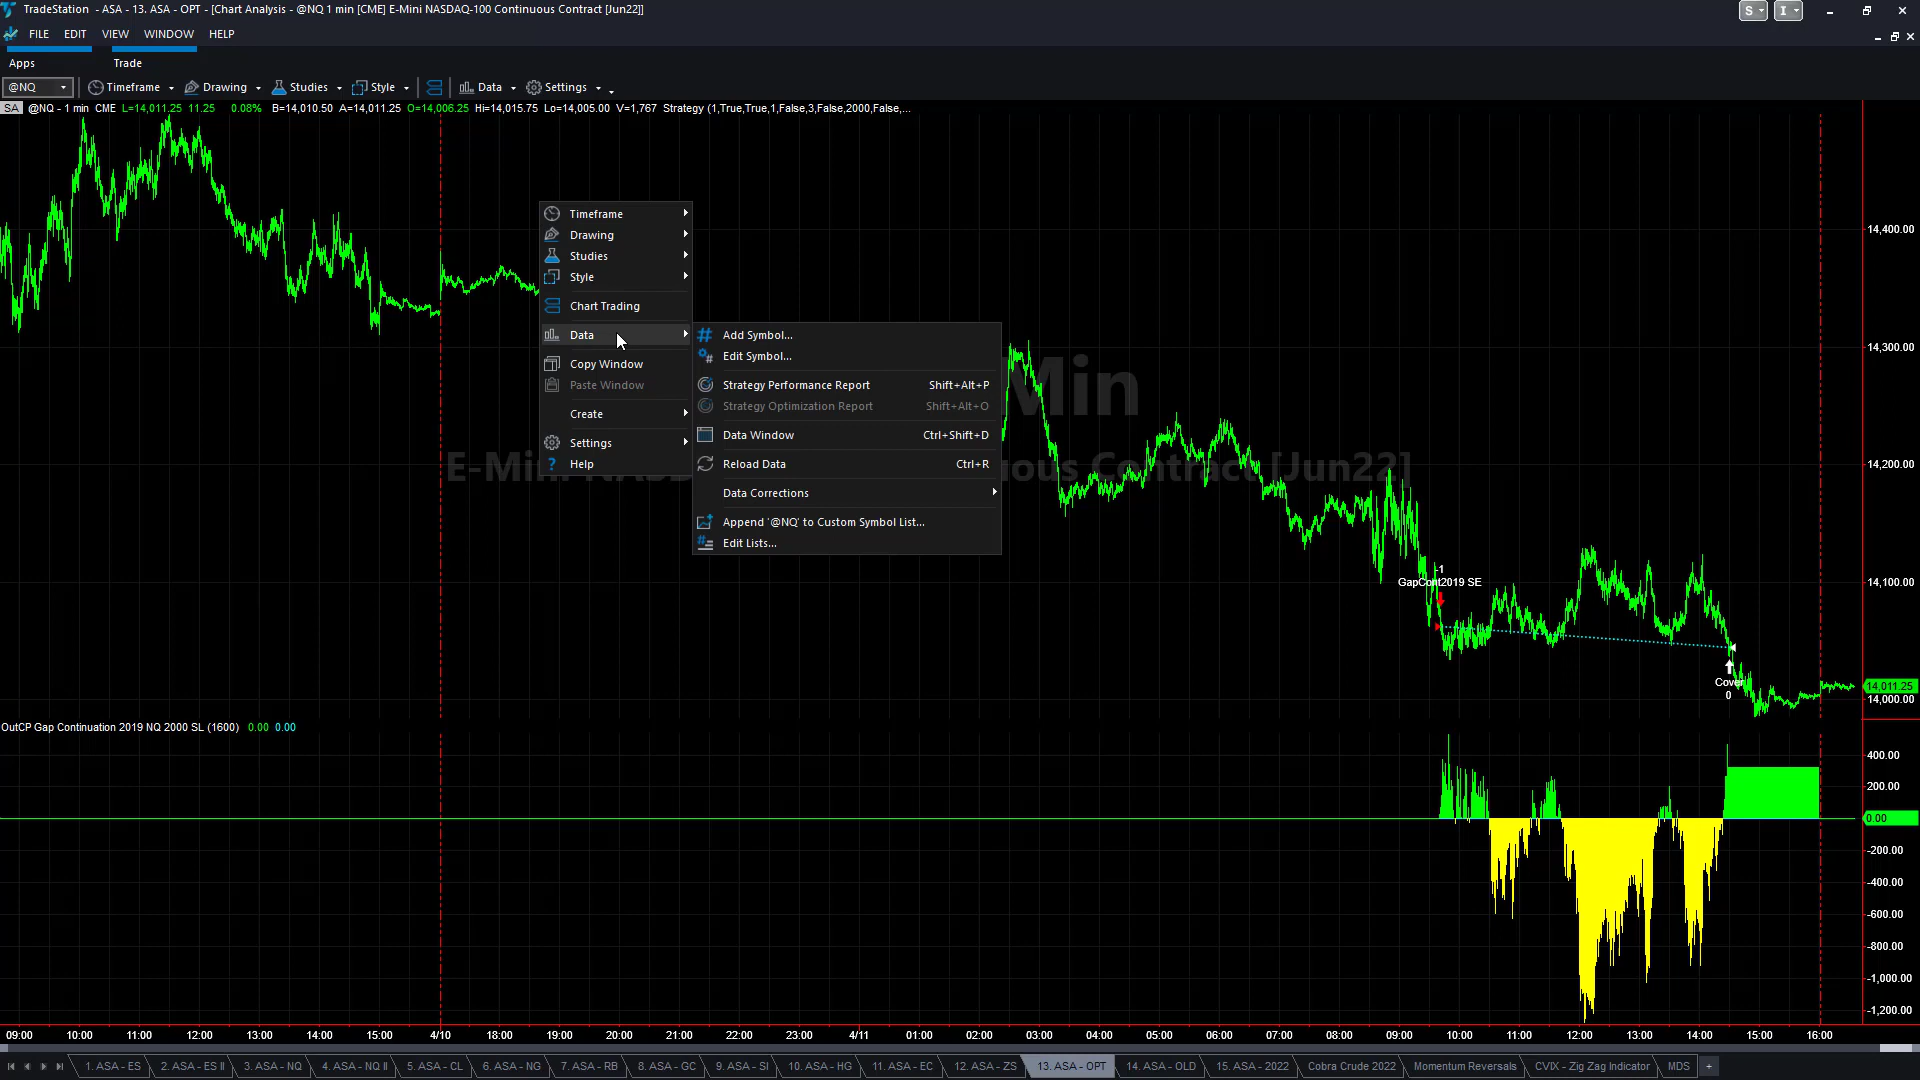 TradeStation - ASA - 13. ASA - OPT - [Chart Analysis - @NQ 1 min [CME] E-Mini NASDAQ-100 Continuous Contract [Jun22]]
S I
FILE EDIT VIEW WINDOW HELP
Apps Trade
@NQ Timeframe Drawing Studies Style Data Settings
SA @NQ - 1 min CME L=14,011.25 11.25 0.08% B=14,010.50 A=14,011.25 O=14,006.25 Hi=14,015.75 Lo=14,005.00 V=1,767 Strategy (1,True,True,1,False,3,False,2000,False,...
Timeframe
Drawing
Studies
Style
Chart Trading
Data
Copy Window
Paste Window
Create
Settings
Help
Add Symbol...
Edit Symbol...
Strategy Performance Report Shift+Alt+P
Strategy Optimization Report Shift+Alt+O
Data Window Ctrl+Shift+D
Reload Data Ctrl+R
Data Corrections
Append '@NQ' to Custom Symbol List...
Edit Lists...
Min
E-Mi
uous Contract [Jun22]
14,400.00
14,300.00
14,200.00
14,100.00
14,011.25
14,000.00
-1
GapCont2019 SE
Cover
0
OutCP Gap Continuation 2019 NQ 2000 SL (1600) 0.00 0.00
400.00
200.00
0.00
-200.00
-400.00
-600.00
-800.00
-1,000.00
-1,200.00
09:00 10:00 11:00 12:00 13:00 14:00 15:00 4/10 18:00 19:00 20:00 21:00 22:00 23:00 4/11 01:00 02:00 03:00 04:00 05:00 06:00 07:00 08:00 09:00 10:00 11:00 12:00 13:00 14:00 15:00 16:00
1. ASA - ES 2. ASA - ES II 3. ASA - NQ 4. ASA - NQ II 5. ASA - CL 6. ASA - NG 7. ASA - RB 8. ASA - GC 9. ASA - SI 10. ASA - HG 11. ASA - EC 12. ASA - ZS 13. ASA - OPT 14. ASA - OLD 15. ASA - 2022 Cobra Crude 2022 Momentum Reversals CVIX - Zig Zag Indicator MDS +